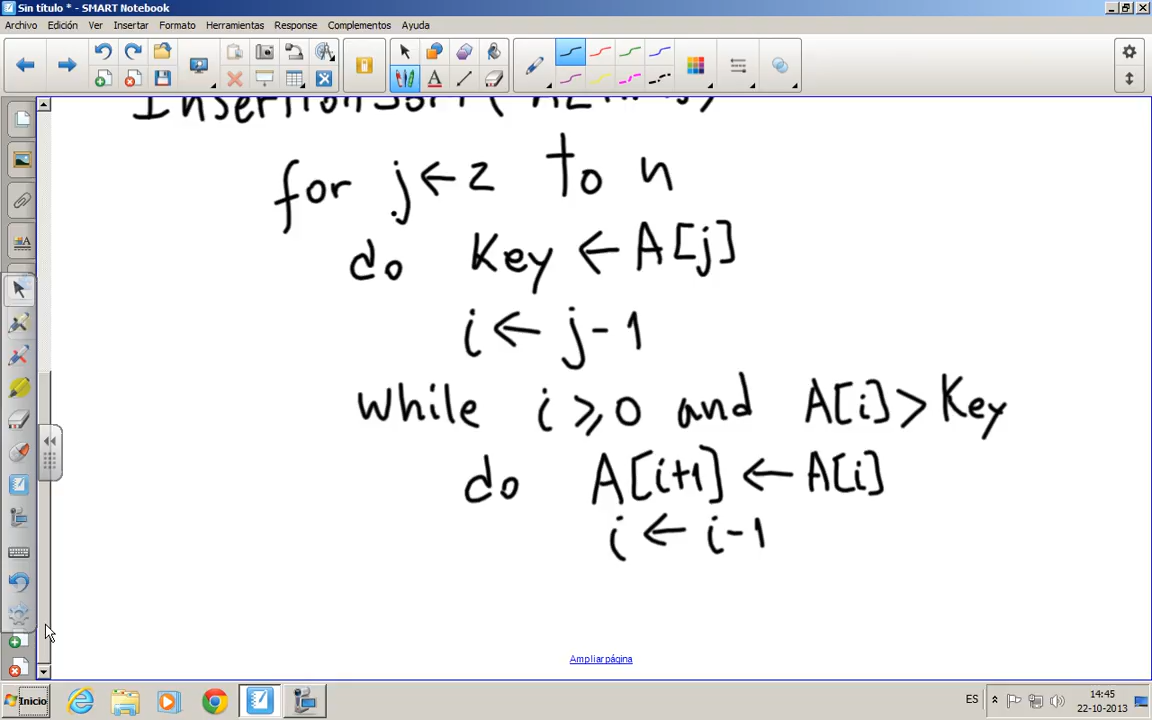 Sin título * - SMART Notebook
Archivo Edición Ver Insertar Formato Herramientas Response Complementos Ayuda
for j ← 2 to n
do Key ← A[j]
i ← j-1
while i ⩾ 0 and A[i] > Key
do A[i+1] ← A[i]
i ← i-1
Ampliar página
Inicio ES 14:45
22-10-2013